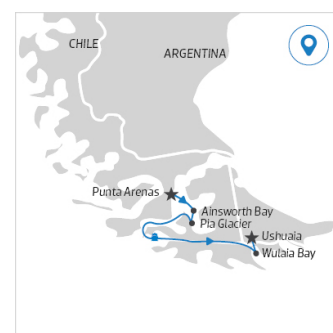 CHILE
ARGENTINA
Punta Arenas
Ainsworth Bay
Pia Glacier
Ushuaia
Wulaia Bay